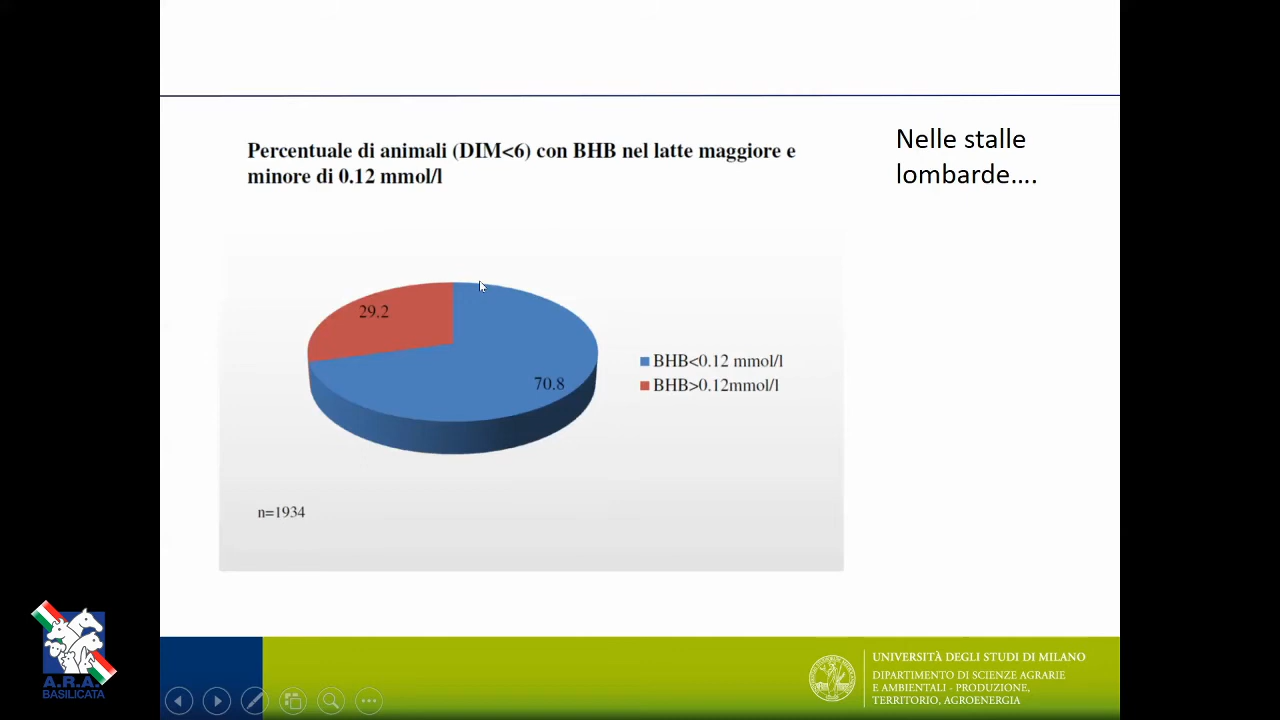 Percentuale di animali (DIM<6) con BHB nel latte maggiore e
minore di 0.12 mmol/l
Nelle stalle
lombarde....
29.2
70.8
BHB<0.12 mmol/l
BHB>0.12mmol/l
n=1934
A.R.A.
BASILICATA
UNIVERSITÀ DEGLI STUDI DI MILANO
DIPARTIMENTO DI SCIENZE AGRARIE
E AMBIENTALI - PRODUZIONE,
TERRITORIO, AGROENERGIA